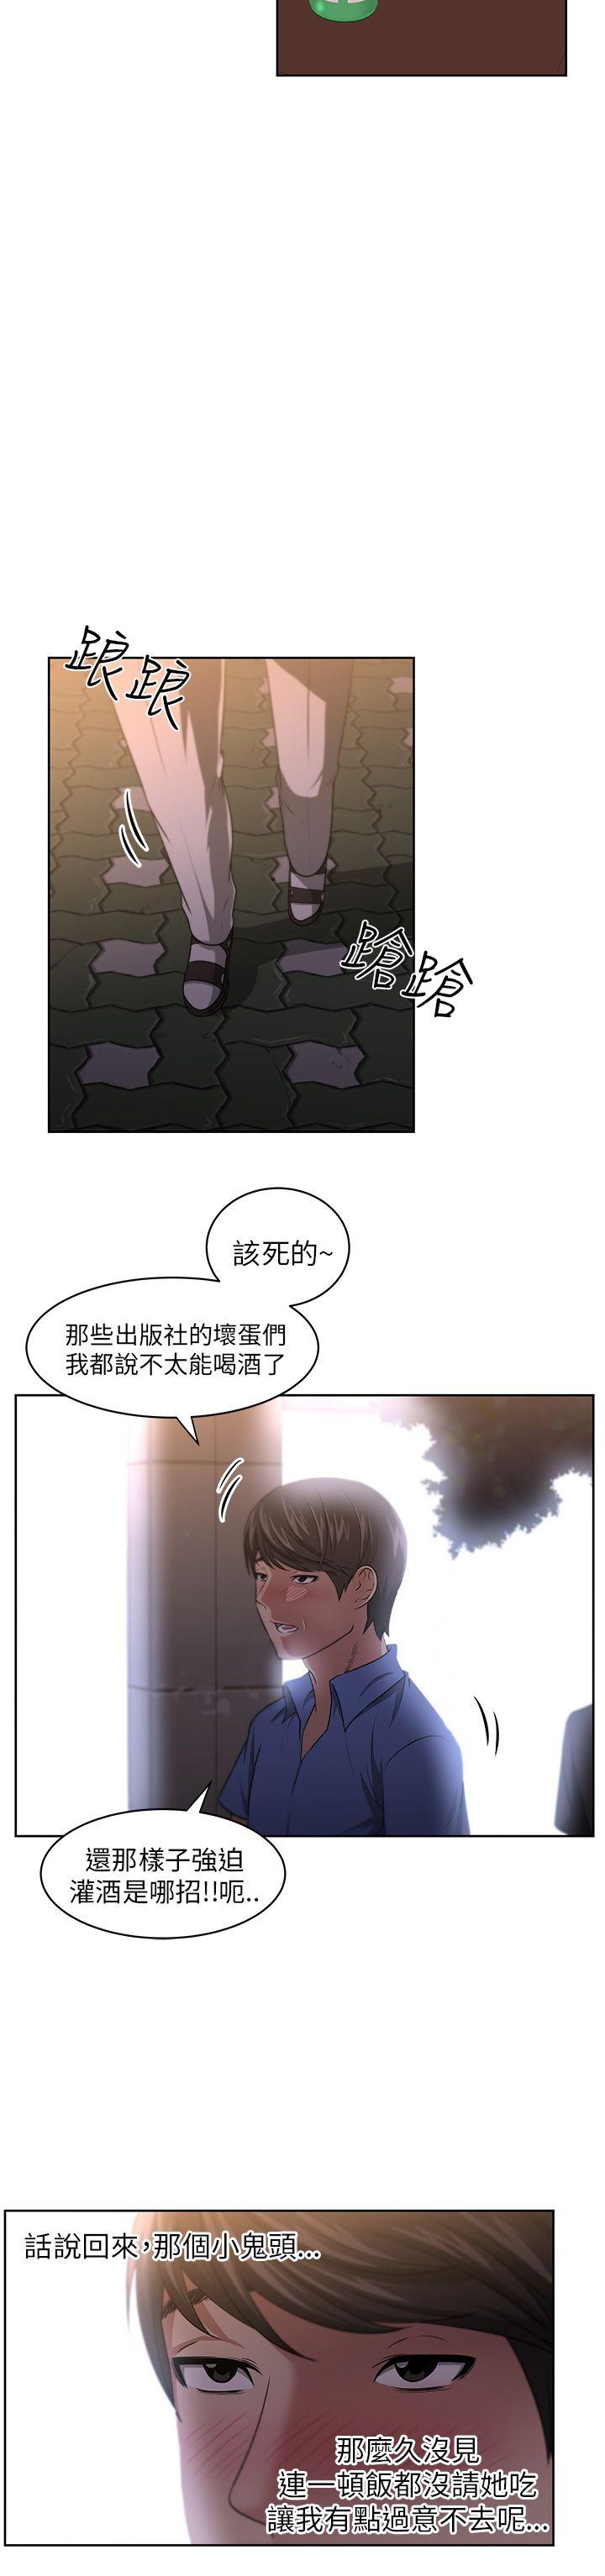 踉踉
蹌蹌
該死的~
那些出版社的壞蛋們
我都說不太能喝酒了
還那樣子強迫
灌酒是哪招!!呃..
話說回來,那個小鬼頭...
那麼久沒見
連一頓飯都沒請她吃
讓我有點過意不去呢...